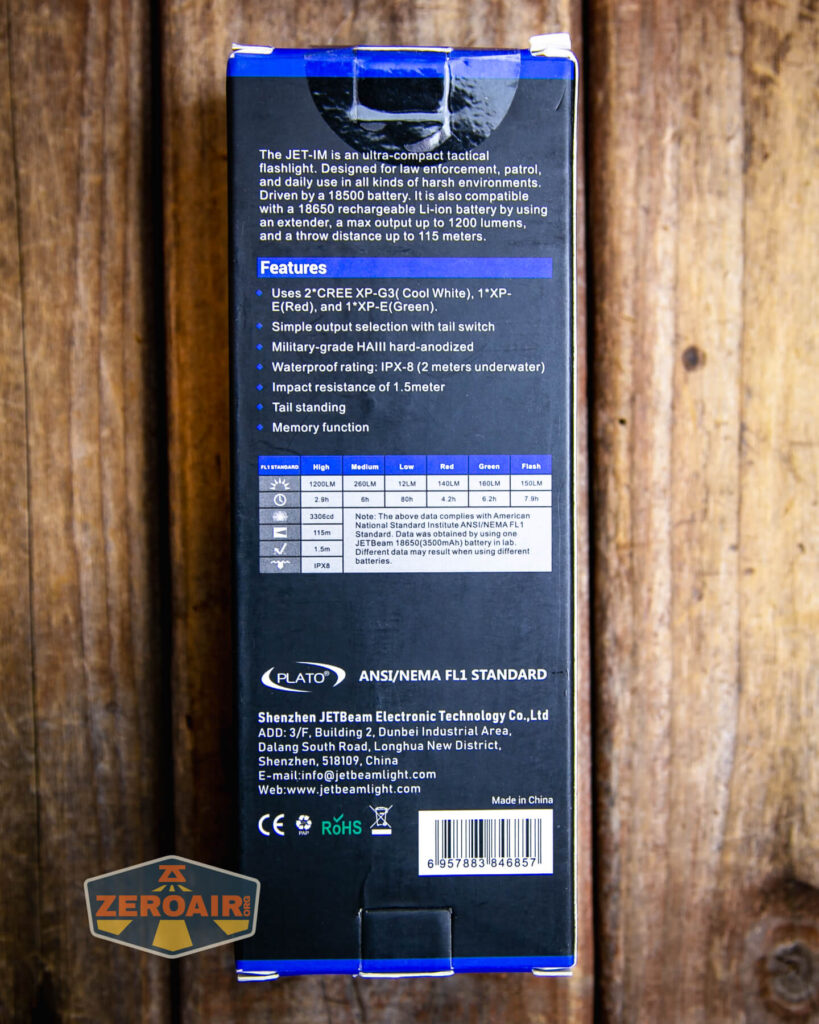 The JET-IM is an ultra-compact tactical
flashlight. Designed for law enforcement, patrol,
and daily use in all kinds of harsh environments.
Driven by a 18500 battery. It is also compatible
with a 18650 rechargeable Li-ion battery by using
an extender, a max output up to 1200 lumens,
and a throw distance up to 115 meters.
Features
Uses 2*CREE XP-G3( Cool White), 1*XP-
E(Red), and 1*XP-E(Green).
Simple output selection with tail switch
Military-grade HAIII hard-anodized
Waterproof rating: IPX-8 (2 meters underwater)
Impact resistance of 1.5meter
Tail standing
Memory function
FL1 STANDARD High Medium Low Red Green Flash
1200LM 260LM 12LM 140LM 160LM 150LM
2.9h 6h 80h 4.2h 6.2h 7.9h
3306cd
115m
1.5m
IPX8
Note: The above data complies with American
National Standard Institute ANSI/NEMA FL1
Standard. Data was obtained by using one
JETBeam 18650(3500mAh) battery in lab.
Different data may result when using different
batteries.
PLATO® ANSI/NEMA FL1 STANDARD
Shenzhen JETBeam Electronic Technology Co.,Ltd
ADD: 3/F, Building 2, Dunbei Industrial Area,
Dalang South Road, Longhua New District,
Shenzhen, 518109, China
E-mail:info@jetbeamlight.com
Web:www.jetbeamlight.com
Made in China
CE PAP RoHS
6 957883 846857
ZEROAIR.ORG